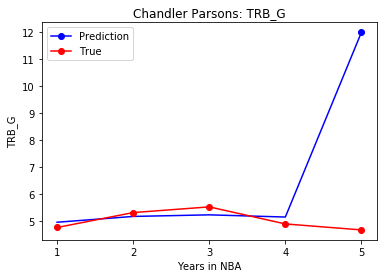 Chandler Parsons: TRB_G
Prediction
True
12
11
10
9
8
7
6
5
TRB_G
1 2 3 4 5
Years in NBA